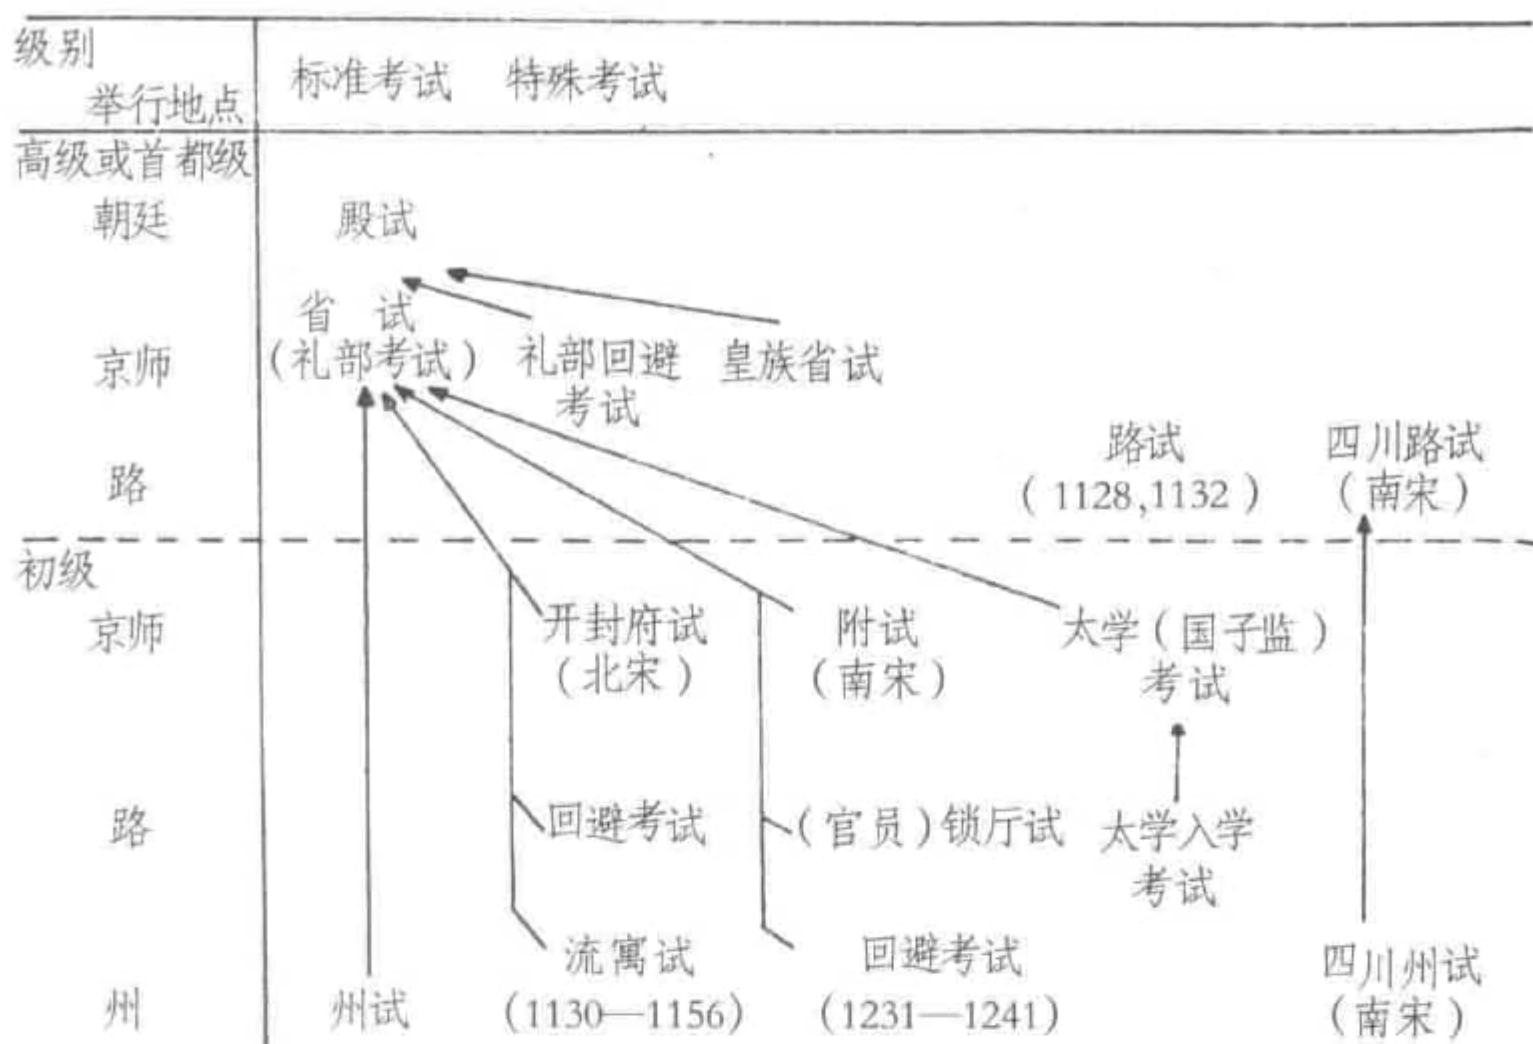 级别
举行地点
标准考试 特殊考试
高级或首都级
朝廷
殿试
省 试
京师
(礼部考试)
礼部回避
考试
皇族省试
路
路试
(1128,1132)
四川路试
(南宋)
初级
京师
开封府试
(北宋)
附试
(南宋)
太学(国子监)
考试
路
回避考试
(官员)锁厅试
太学入学
考试
州
州试
流寓试
(1130—1156)
回避考试
(1231—1241)
四川州试
(南宋)